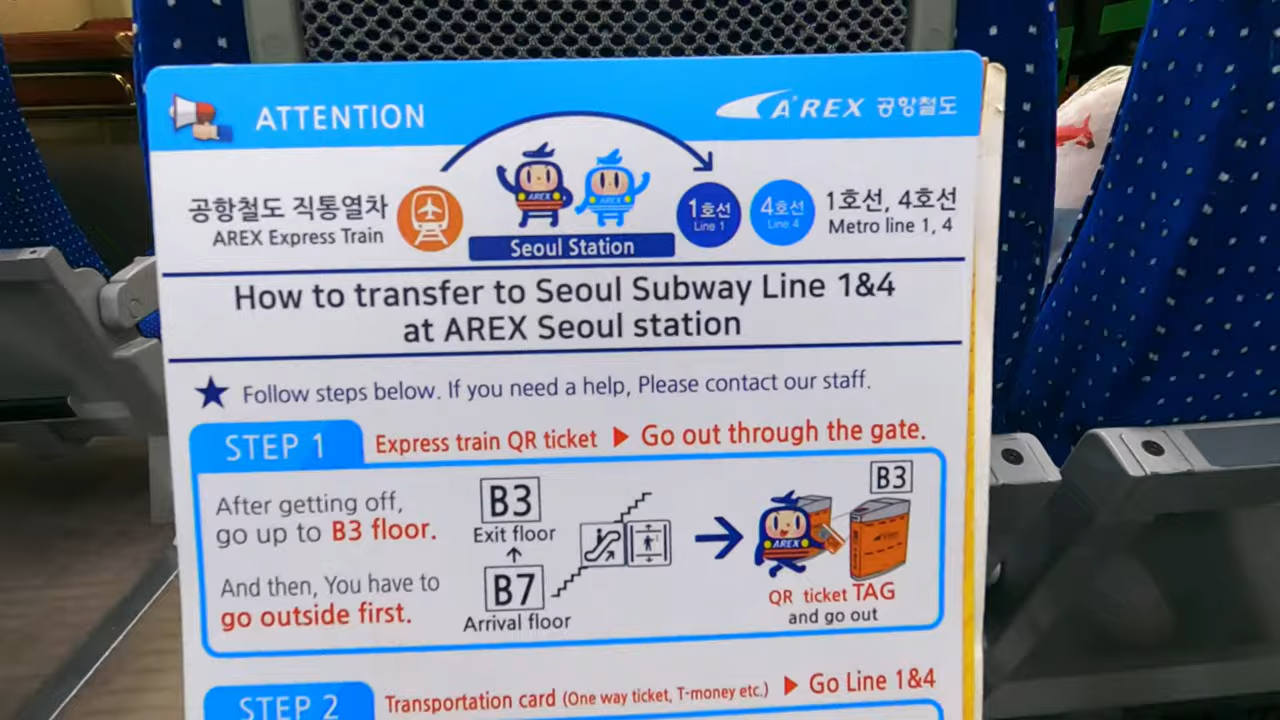 ATTENTION
A'REX 공항철도
공항철도 직통열차
AREX Express Train
AREX
AREX
Seoul Station
1호선
Line 1
4호선
Line 4
1호선, 4호선
Metro line 1, 4
How to transfer to Seoul Subway Line 1&4
at AREX Seoul station
Follow steps below. If you need a help, Please contact our staff.
STEP 1
Express train QR ticket ▶ Go out through the gate.
After getting off,
go up to B3 floor.
And then, You have to
go outside first.
B3
Exit floor
B7
Arrival floor
B3
AREX
QR ticket TAG
and go out
STEP 2
Transportation card (One way ticket, T-money etc.) ▶ Go Line 1&4